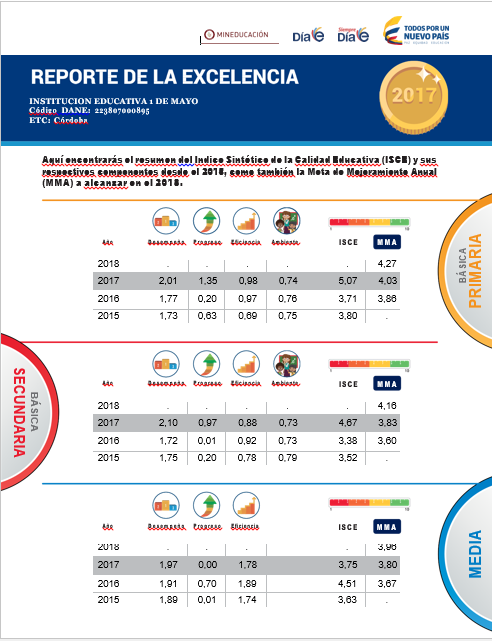 MINEDUCACIÓN
Día e
Siempre Día e
TODOS POR UN
NUEVO PAÍS
PAZ EQUIDAD EDUCACIÓN
REPORTE DE LA EXCELENCIA
2017
INSTITUCION EDUCATIVA 1 DE MAYO
Código DANE: 223807000895
ETC: Córdoba
Aquí encontrarás el resumen del Indice Sintético de la Calidad Educativa (ISCE) y sus
respectivos componentes desde el 2015, como también la Meta de Mejoramiento Anual
(MMA) a alcanzar en el 2018.
BÁSICA
PRIMARIA
Año Desempeño Progreso Eficiencia Ambiente ISCE MMA
2018 . . . . . 4,27
2017 2,01 1,35 0,98 0,74 5,07 4,03
2016 1,77 0,20 0,97 0,76 3,71 3,86
2015 1,73 0,63 0,69 0,75 3,80 .
BÁSICA
SECUNDARIA
Año Desempeño Progreso Eficiencia Ambiente ISCE MMA
2018 . . . . . 4,16
2017 2,10 0,97 0,88 0,73 4,67 3,83
2016 1,72 0,01 0,92 0,73 3,38 3,60
2015 1,75 0,20 0,78 0,79 3,52 .
MEDIA
Año Desempeño Progreso Eficiencia ISCE MMA
2018 . . . . 3,96
2017 1,97 0,00 1,78 3,75 3,80
2016 1,91 0,70 1,89 4,51 3,67
2015 1,89 0,01 1,74 3,63 .